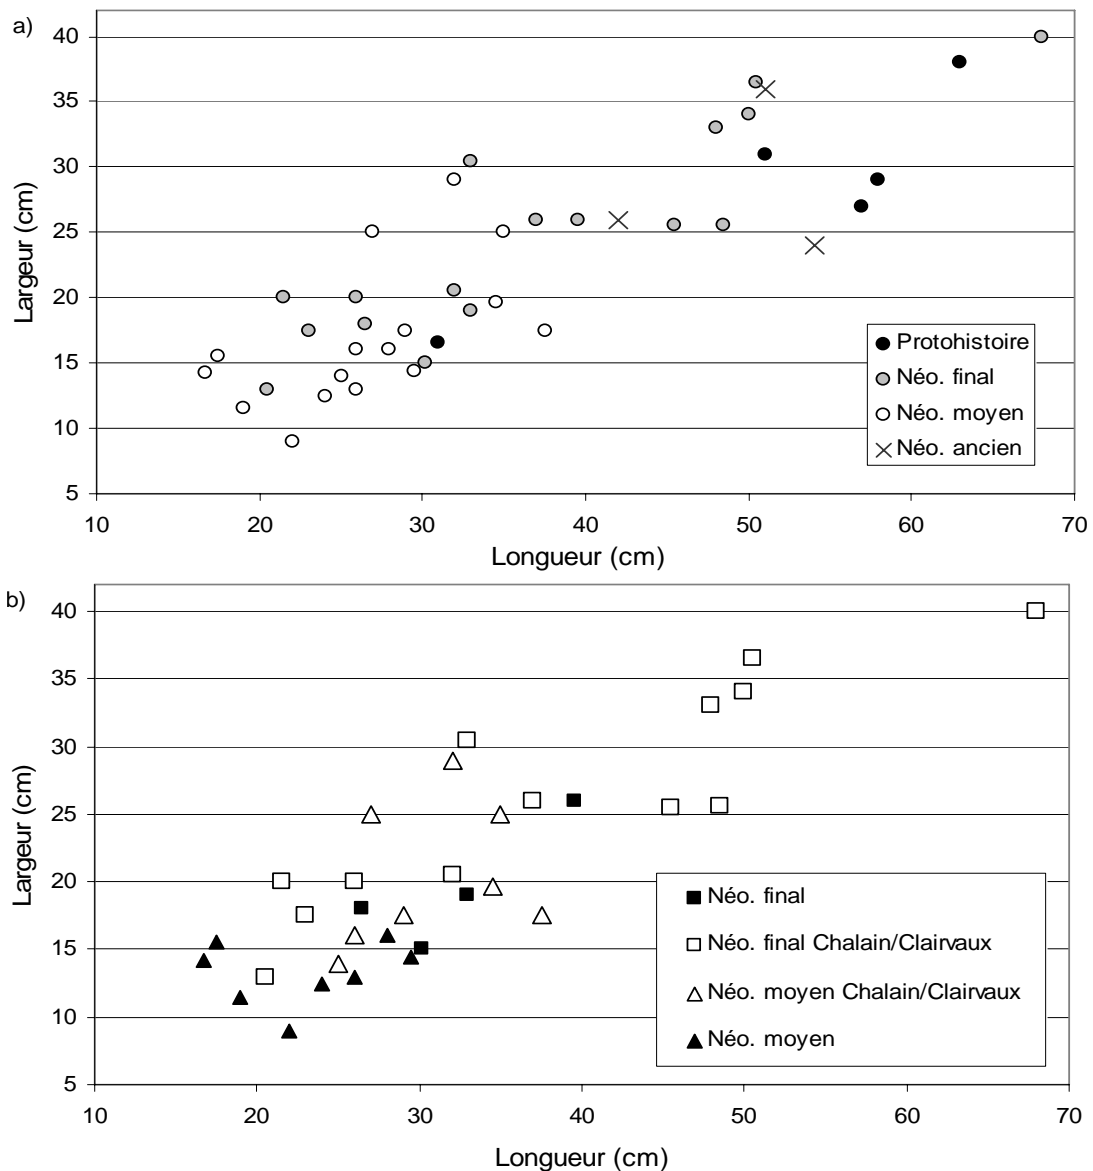 a)
Largeur (cm)
40
35
30
25
20
15
10
5
10 20 30 40 50 60 70
Longueur (cm)
Protohistoire
Néo. final
Néo. moyen
Néo. ancien
b)
Largeur (cm)
40
35
30
25
20
15
10
5
10 20 30 40 50 60 70
Longueur (cm)
Néo. final
Néo. final Chalain/Clairvaux
Néo. moyen Chalain/Clairvaux
Néo. moyen